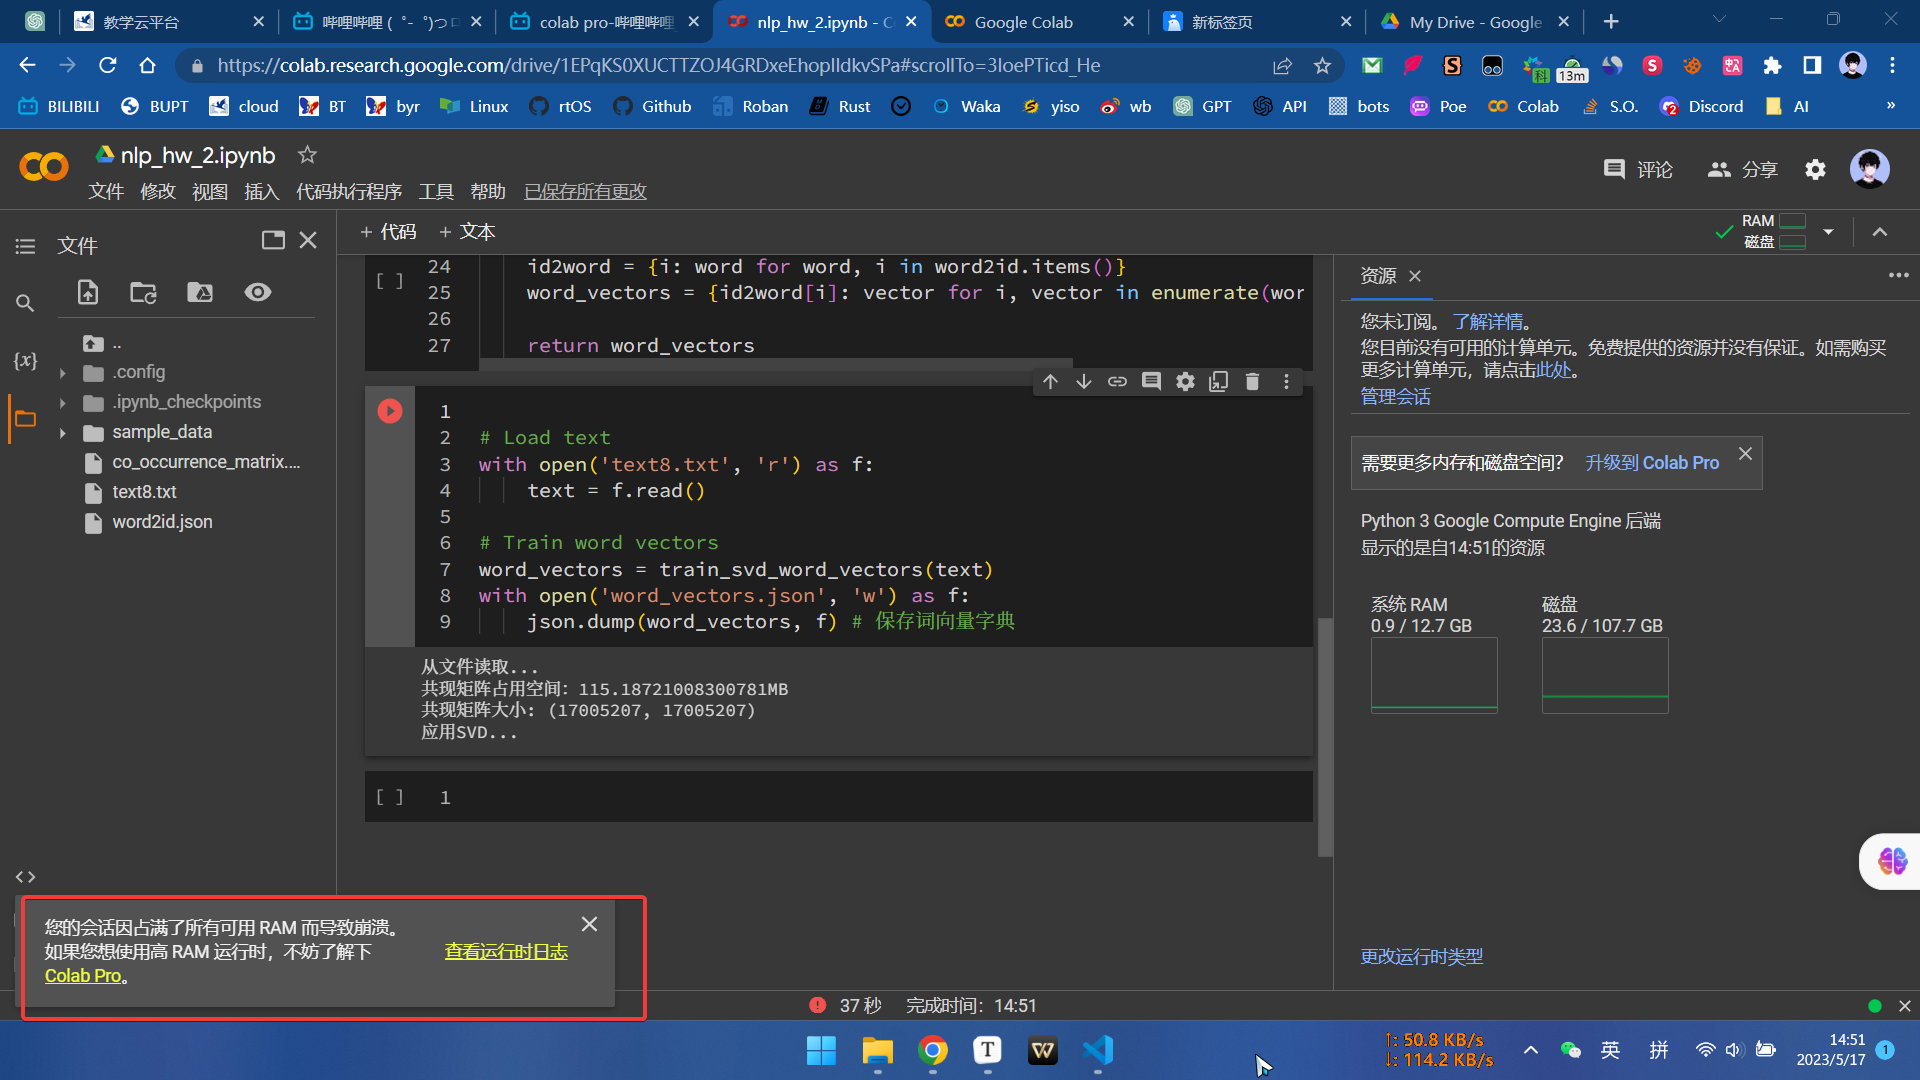 教学云平台
哔哩哔哩 ( ゜- ゜)つロ
colab pro-哔哩哔哩_
nlp_hw_2.ipynb - C
Google Colab
新标签页
My Drive - Google
https://colab.research.google.com/drive/1EPqKS0XUCTTZOJ4GRDxeEhoplIdkvSPa#scrollTo=3IoePTicd_He
13m
BILIBILI
BUPT
cloud
BT
byr
Linux
rtOS
Github
Roban
Rust
Waka
yiso
wb
GPT
API
bots
Poe
Colab
S.O.
Discord
AI
»
nlp_hw_2.ipynb
文件 修改 视图 插入 代码执行程序 工具 帮助 已保存所有更改
评论
分享
文件
+ 代码 + 文本
RAM
磁盘
..
.config
.ipynb_checkpoints
sample_data
co_occurrence_matrix....
text8.txt
word2id.json
[ ]
24 id2word = {i: word for word, i in word2id.items()}
25 word_vectors = {id2word[i]: vector for i, vector in enumerate(wor
26
27 return word_vectors
1
2 # Load text
3 with open('text8.txt', 'r') as f:
4 text = f.read()
5
6 # Train word vectors
7 word_vectors = train_svd_word_vectors(text)
8 with open('word_vectors.json', 'w') as f:
9 json.dump(word_vectors, f) # 保存词向量字典
从文件读取...
共现矩阵占用空间: 115.18721008300781MB
共现矩阵大小: (17005207, 17005207)
应用SVD...
[ ] 1
资源
您未订阅。 了解详情。
您目前没有可用的计算单元。免费提供的资源并没有保证。如需购买
更多计算单元，请点击此处。
管理会话
需要更多内存和磁盘空间？ 升级到 Colab Pro
Python 3 Google Compute Engine 后端
显示的是自14:51的资源
系统 RAM
0.9 / 12.7 GB
磁盘
23.6 / 107.7 GB
更改运行时类型
您的会话因占满了所有可用 RAM 而导致崩溃。
如果您想使用高 RAM 运行时，不妨了解下
Colab Pro。
查看运行时日志
37 秒 完成时间： 14:51
↑: 50.8 KB/s
↓: 114.2 KB/s
英
拼
14:51
2023/5/17
1